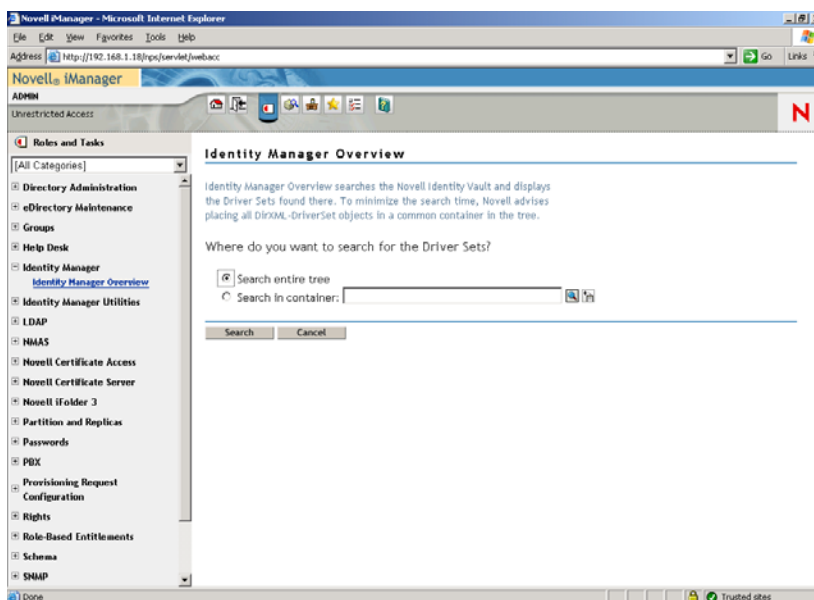 Novell iManager - Microsoft Internet Explorer
File Edit View Favorites Tools Help
Address http://192.168.1.18/nps/servlet/webacc Go Links
Novell® iManager
ADMIN
Unrestricted Access
N
Roles and Tasks
[All Categories]
Directory Administration
eDirectory Maintenance
Groups
Help Desk
Identity Manager
Identity Manager Overview
Identity Manager Utilities
LDAP
NMAS
Novell Certificate Access
Novell Certificate Server
Novell iFolder 3
Partition and Replicas
Passwords
PBX
Provisioning Request
Configuration
Rights
Role-Based Entitlements
Schema
SNMP
Identity Manager Overview
Identity Manager Overview searches the Novell Identity Vault and displays
the Driver Sets found there. To minimize the search time, Novell advises
placing all DirXML-DriverSet objects in a common container in the tree.
Where do you want to search for the Driver Sets?
Search entire tree
Search in container:
Search Cancel
Done Trusted sites